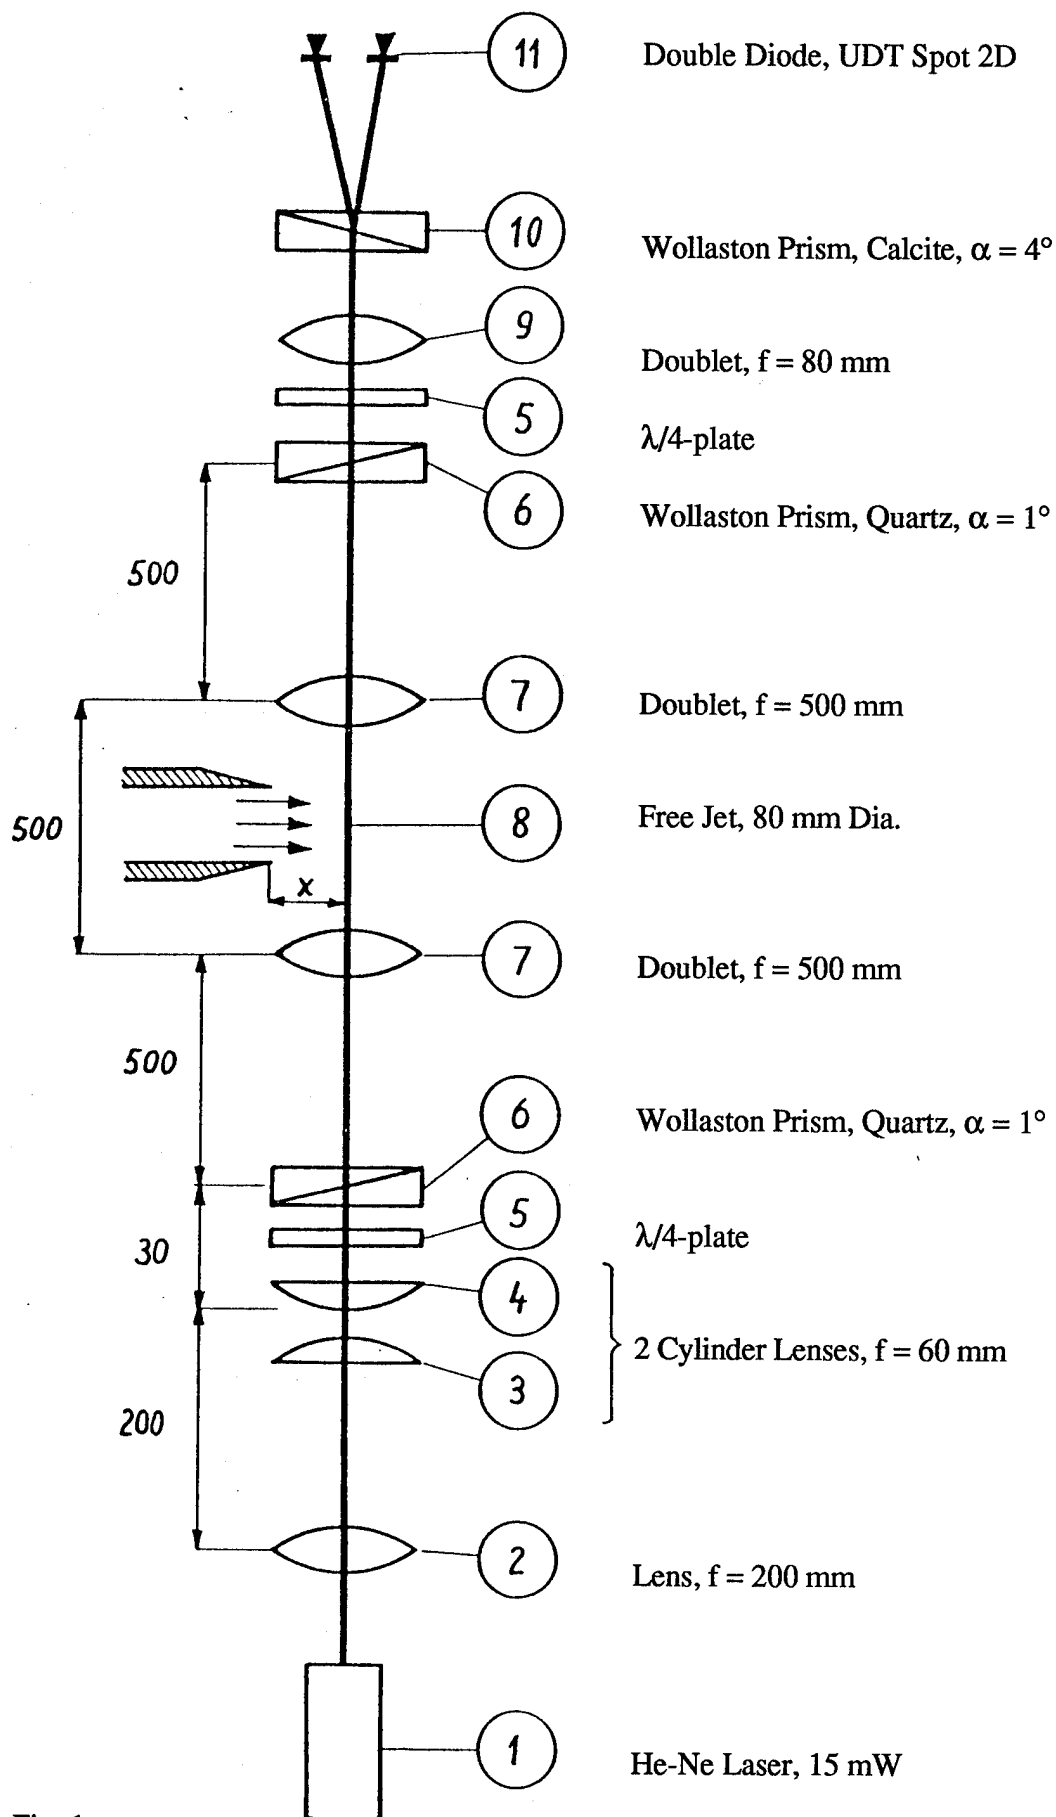 11 Double Diode, UDT Spot 2D
10 Wollaston Prism, Calcite, α = 4°
9 Doublet, f = 80 mm
5 λ/4-plate
6 Wollaston Prism, Quartz, α = 1°
500
7 Doublet, f = 500 mm
500
8 Free Jet, 80 mm Dia.
x
7 Doublet, f = 500 mm
500
6 Wollaston Prism, Quartz, α = 1°
5 λ/4-plate
30
4
2 Cylinder Lenses, f = 60 mm
3
200
2 Lens, f = 200 mm
1 He-Ne Laser, 15 mW